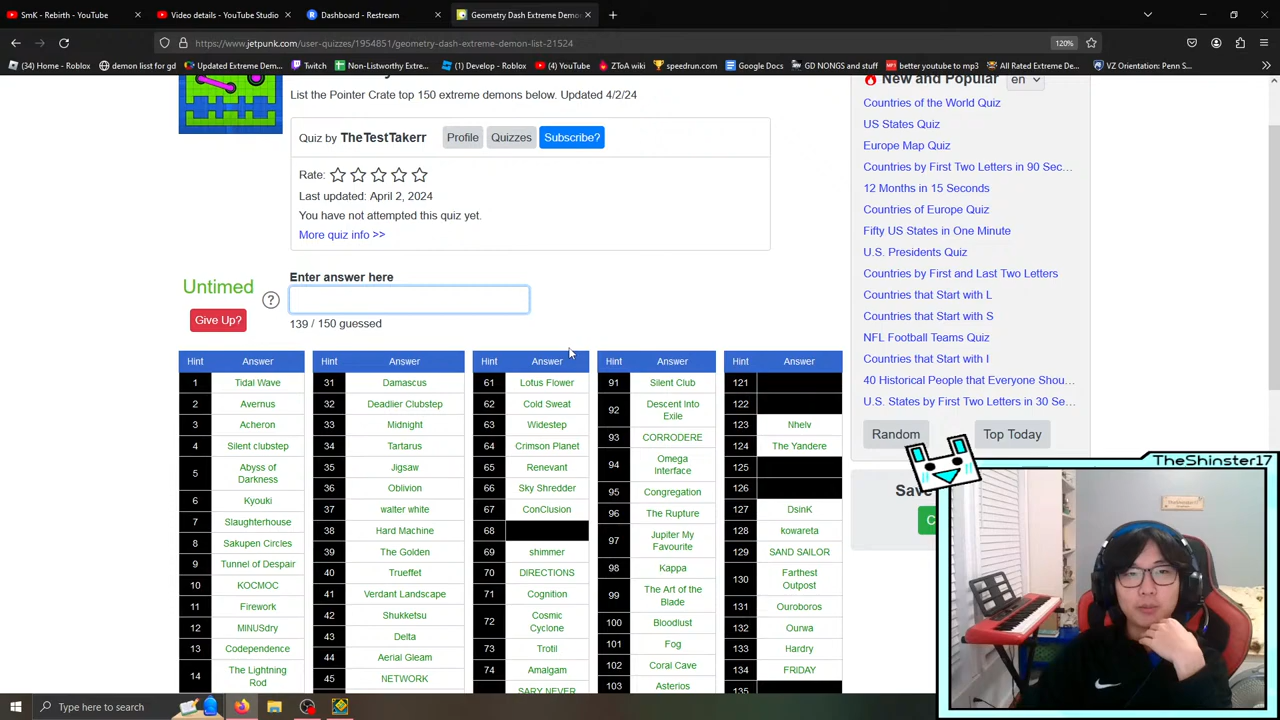 SmK - Rebirth - YouTube
Video details - YouTube Studio
Dashboard - Restream
Geometry Dash Extreme Demo
https://www.jetpunk.com/user-quizzes/1954851/geometry-dash-extreme-demon-list-21524
120%
(34) Home - Roblox
demon lisst for gd
Updated Extreme Dem...
Twitch
Non-Listworthy Extre...
(1) Develop - Roblox
(4) YouTube
ZToA wiki
speedrun.com
Google Docs
GD NONGS and stuff
better youtube to mp3
All Rated Extreme De...
VZ Orientation: Penn S...
List the Pointer Crate top 150 extreme demons below. Updated 4/2/24
Quiz by TheTestTakerr
Profile
Quizzes
Subscribe?
Rate:
Last updated: April 2, 2024
You have not attempted this quiz yet.
More quiz info >>
New and Popular
en
Countries of the World Quiz
US States Quiz
Europe Map Quiz
Countries by First Two Letters in 90 Sec...
12 Months in 15 Seconds
Countries of Europe Quiz
Fifty US States in One Minute
U.S. Presidents Quiz
Countries by First and Last Two Letters
Countries that Start with L
Countries that Start with S
NFL Football Teams Quiz
Countries that Start with I
40 Historical People that Everyone Shou...
U.S. States by First Two Letters in 30 Se...
Random
Top Today
Untimed
Give Up?
?
Enter answer here
139 / 150 guessed
Hint Answer
1 Tidal Wave
2 Avernus
3 Acheron
4 Silent clubstep
5 Abyss of
Darkness
6 Kyouki
7 Slaughterhouse
8 Sakupen Circles
9 Tunnel of Despair
10 KOCMOC
11 Firework
12 MINUSdry
13 Codependence
14 The Lightning
Rod
Hint Answer
31 Damascus
32 Deadlier Clubstep
33 Midnight
34 Tartarus
35 Jigsaw
36 Oblivion
37 walter white
38 Hard Machine
39 The Golden
40 Trueffet
41 Verdant Landscape
42 Shukketsu
43 Delta
44 Aerial Gleam
45 NETWORK
Hint Answer
61 Lotus Flower
62 Cold Sweat
63 Widestep
64 Crimson Planet
65 Renevant
66 Sky Shredder
67 ConClusion
68
69 shimmer
70 DIRECTIONS
71 Cognition
72 Cosmic
Cyclone
73 Trotil
74 Amalgam
SARY NEVER
Hint Answer
91 Silent Club
92 Descent Into
Exile
93 CORRODERE
94 Omega
Interface
95 Congregation
96 The Rupture
97 Jupiter My
Favourite
98 Kappa
99 The Art of the
Blade
100 Bloodlust
101 Fog
102 Coral Cave
103 Asterios
Hint Answer
121
122
123 Nhelv
124 The Yandere
125
126
127 DsinK
128 kowareta
129 SAND SAILOR
130 Farthest
Outpost
131 Ouroboros
132 Ourwa
133 Hardry
134 FRIDAY
135
TheShinster17
Type here to search